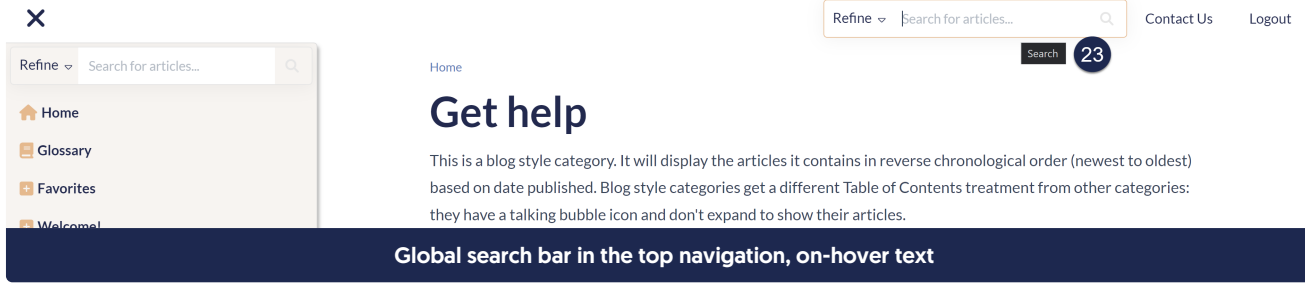 Refine Search for articles... Contact Us Logout
Search 23
Refine Search for articles...
Home
Glossary
Favorites
Welcome!
Home
Get help
This is a blog style category. It will display the articles it contains in reverse chronological order (newest to oldest)
based on date published. Blog style categories get a different Table of Contents treatment from other categories:
they have a talking bubble icon and don't expand to show their articles.
Global search bar in the top navigation, on-hover text